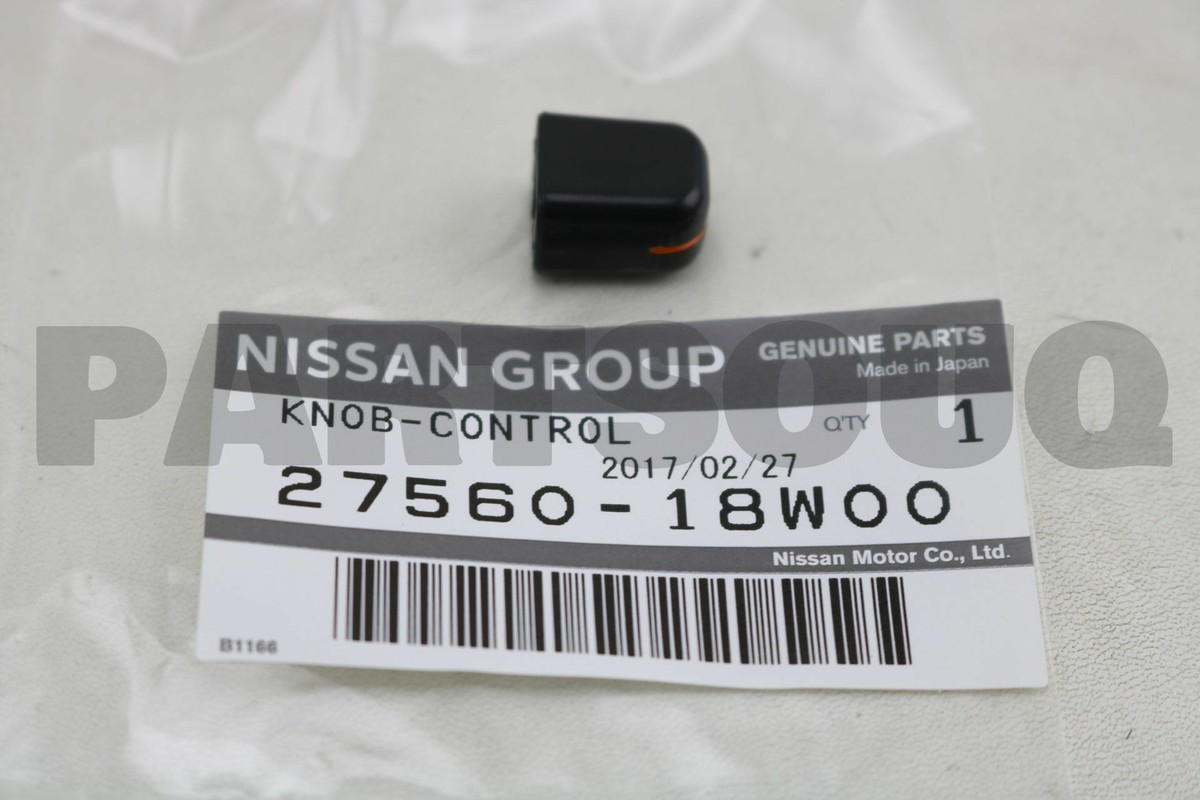 PARTSOUQ
NISSAN GROUP
GENUINE PARTS
Made in Japan
KNOB-CONTROL
Q'TY 1
2017/02/27
27560-18W00
Nissan Motor Co., Ltd.
B1166